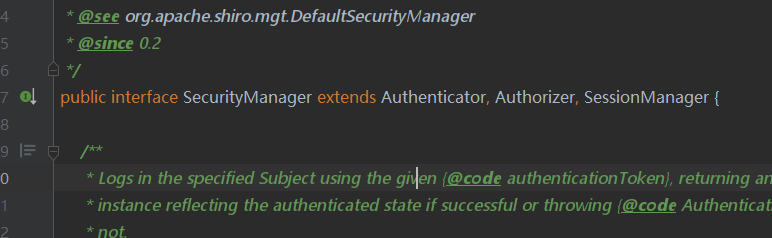 4 * @see org.apache.shiro.mgt.DefaultSecurityManager
5 * @since 0.2
6 */
7 public interface SecurityManager extends Authenticator, Authorizer, SessionManager {
8
9 /**
0 * Logs in the specified Subject using the given {@code authenticationToken}, returning an
1 * instance reflecting the authenticated state if successful or throwing {@code Authenticat
2 * not.